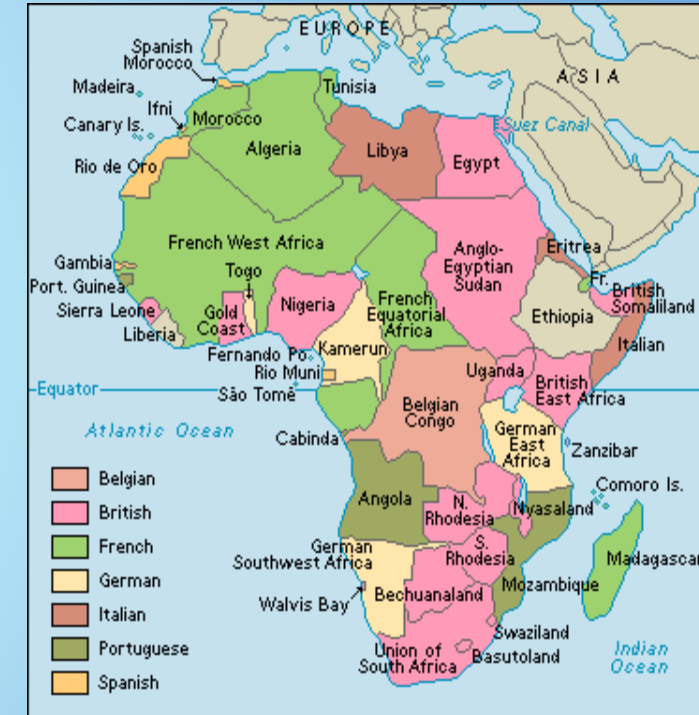 EUROPE
ASIA
Spanish
Morocco
Madeira
Tunisia
Ifni
Morocco
Canary Is.
Suez Canal
Algeria
Libya
Egypt
Rio de Oro
French West Africa
Anglo-
Egyptian
Sudan
Eritrea
Gambia
Togo
Fr.
Port. Guinea
British
Somaliland
Sierra Leone
Gold
Coast
Nigeria
French
Equatorial
Africa
Ethiopia
Liberia
Italian
Fernando Po
Kamerun
Rio Muni
Uganda
British
East Africa
Equator
São Tomê
Belgian
Congo
Atlantic Ocean
Cabinda
German
East
Africa
Zanzibar
Comoro Is.
Angola
N.
Rhodesia
Nyasaland
German
Southwest Africa
S.
Rhodesia
Madagascar
Mozambique
Walvis Bay
Bechuanaland
Swaziland
Union of
South Africa
Basutoland
Indian
Ocean
Belgian
British
French
German
Italian
Portuguese
Spanish